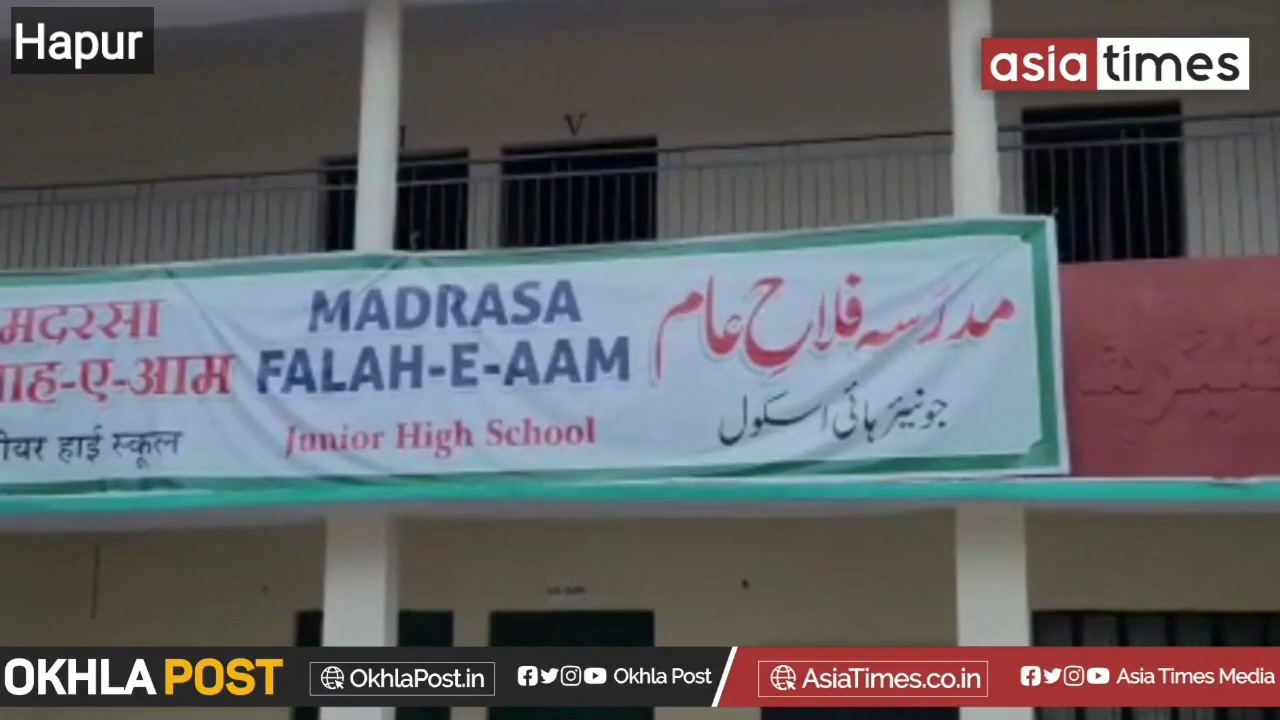 Hapur
asia times
V
मदरसा
MADRASA
FALAH-E-AAM
مدرسہ فلاحِ عام
ाह-ए-आम
Junior High School
جونیئر ہائی اسکول
ीयर हाई स्कूल
OKHLA POST
OkhlaPost.in
Okhla Post
AsiaTimes.co.in
Asia Times Media